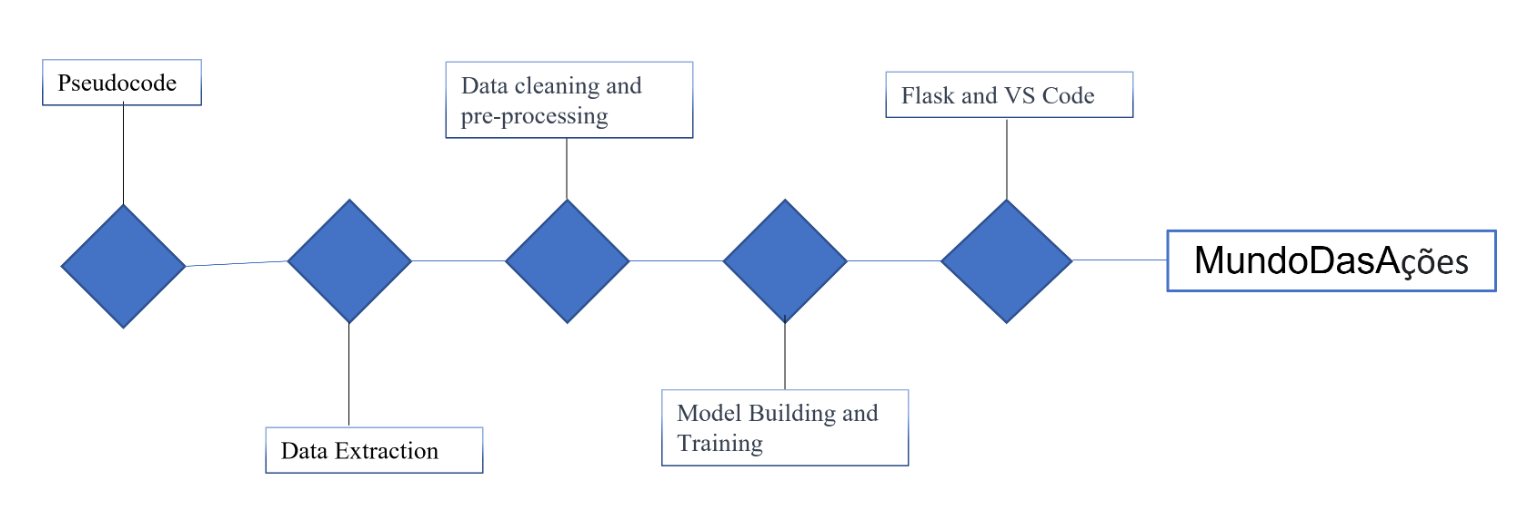 Pseudocode
Data Extraction
Data cleaning and
pre-processing
Model Building and
Training
Flask and VS Code
MundoDasAções